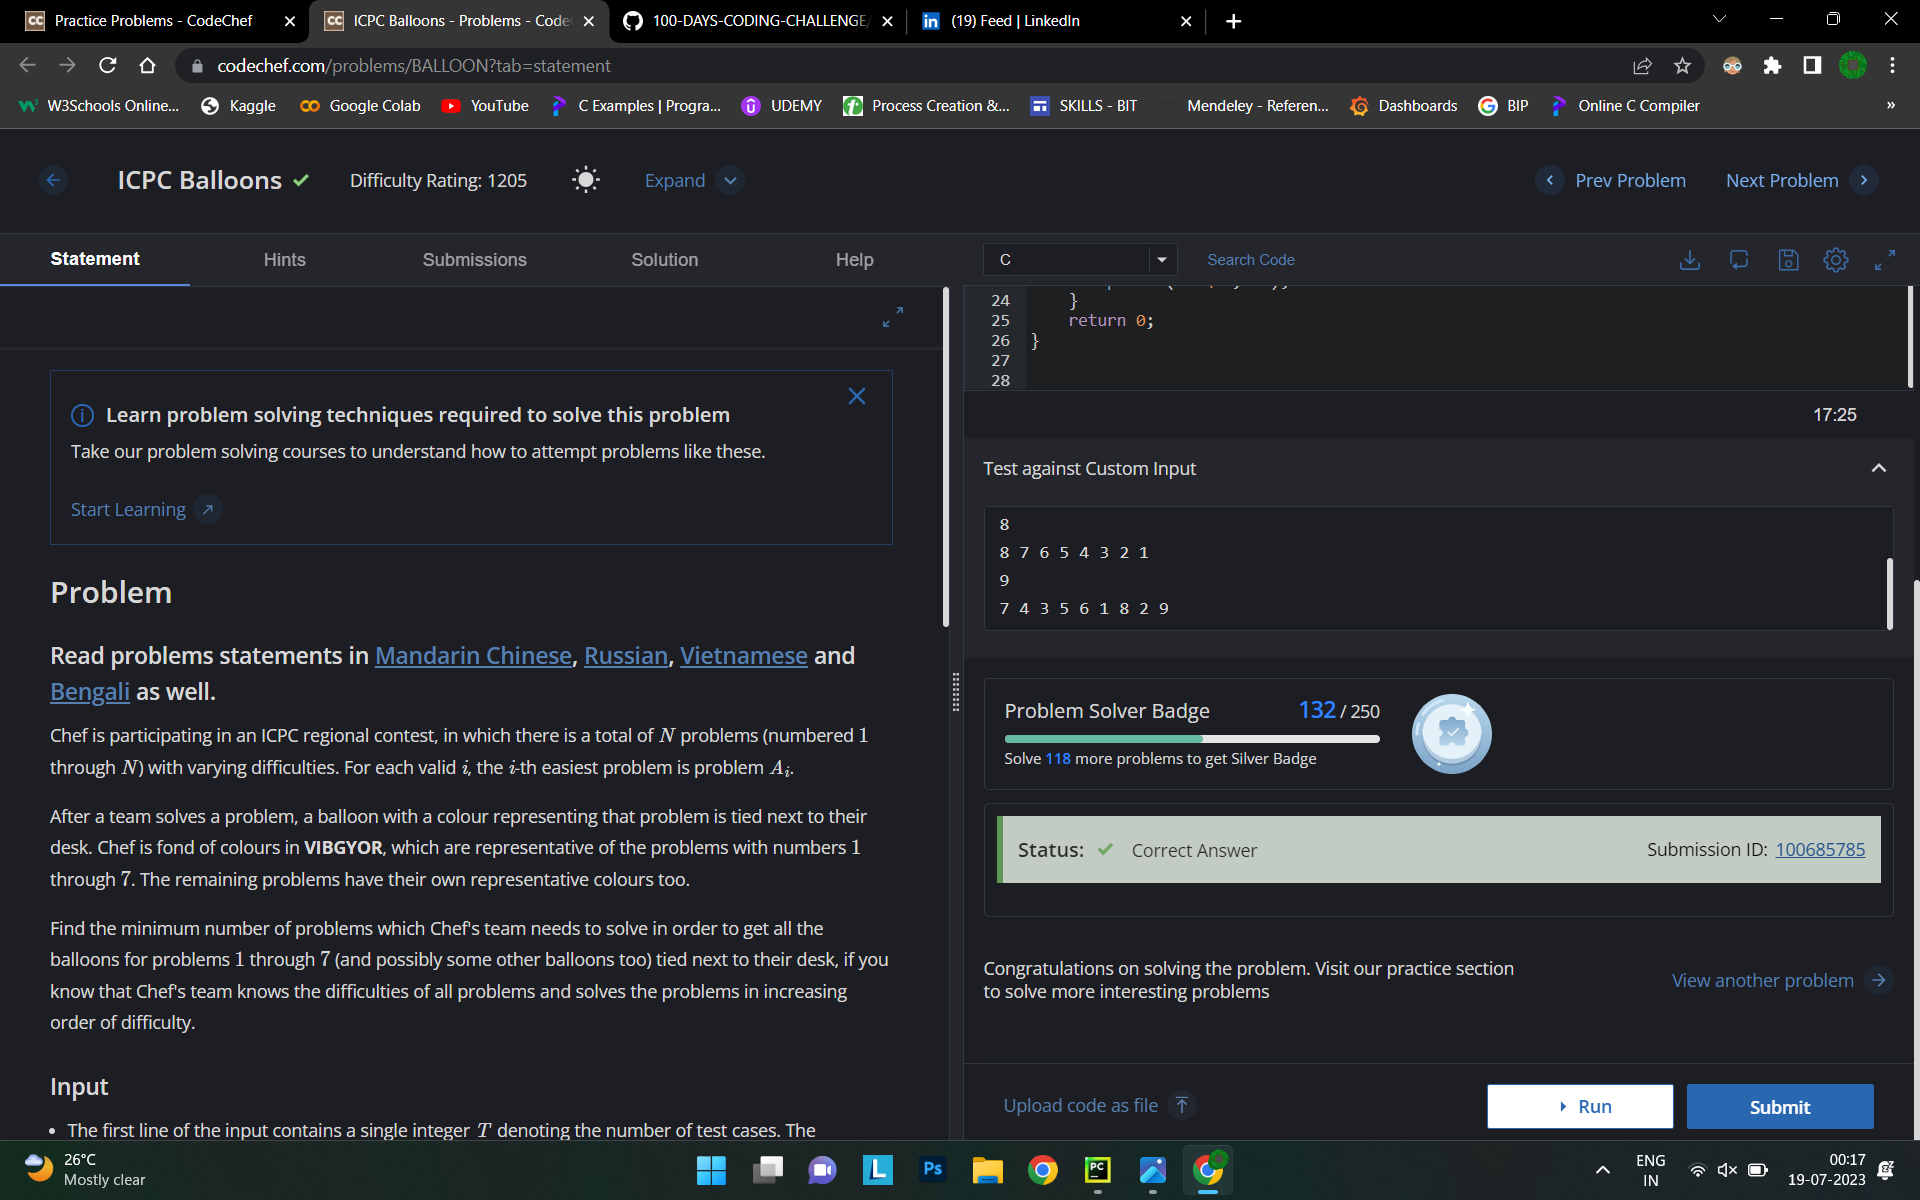 Practice Problems - CodeChef
ICPC Balloons - Problems - Code
100-DAYS-CODING-CHALLENGE/
(19) Feed | LinkedIn
codechef.com/problems/BALLOON?tab=statement
W3Schools Online...
Kaggle
Google Colab
YouTube
C Examples | Progra...
UDEMY
Process Creation &...
SKILLS - BIT
Mendeley - Referen...
Dashboards
BIP
Online C Compiler
»
ICPC Balloons
Difficulty Rating: 1205
Expand
Prev Problem
Next Problem
Statement
Hints
Submissions
Solution
Help
C
Search Code
Learn problem solving techniques required to solve this problem
Take our problem solving courses to understand how to attempt problems like these.
Start Learning
Problem
Read problems statements in Mandarin Chinese, Russian, Vietnamese and
Bengali as well.
Chef is participating in an ICPC regional contest, in which there is a total of N problems (numbered 1
through N) with varying difficulties. For each valid i, the i-th easiest problem is problem Ai.
After a team solves a problem, a balloon with a colour representing that problem is tied next to their
desk. Chef is fond of colours in VIBGYOR, which are representative of the problems with numbers 1
through 7. The remaining problems have their own representative colours too.
Find the minimum number of problems which Chef's team needs to solve in order to get all the
balloons for problems 1 through 7 (and possibly some other balloons too) tied next to their desk, if you
know that Chef's team knows the difficulties of all problems and solves the problems in increasing
order of difficulty.
Input
• The first line of the input contains a single integer T denoting the number of test cases. The
24 }
25 return 0;
26 }
27
28
17:25
Test against Custom Input
8
8 7 6 5 4 3 2 1
9
7 4 3 5 6 1 8 2 9
Problem Solver Badge
132 / 250
Solve 118 more problems to get Silver Badge
Status: Correct Answer
Submission ID: 100685785
Congratulations on solving the problem. Visit our practice section
to solve more interesting problems
View another problem
Upload code as file
Run
Submit
26°C
Mostly clear
L
Ps
PC
ENG
IN
00:17
19-07-2023